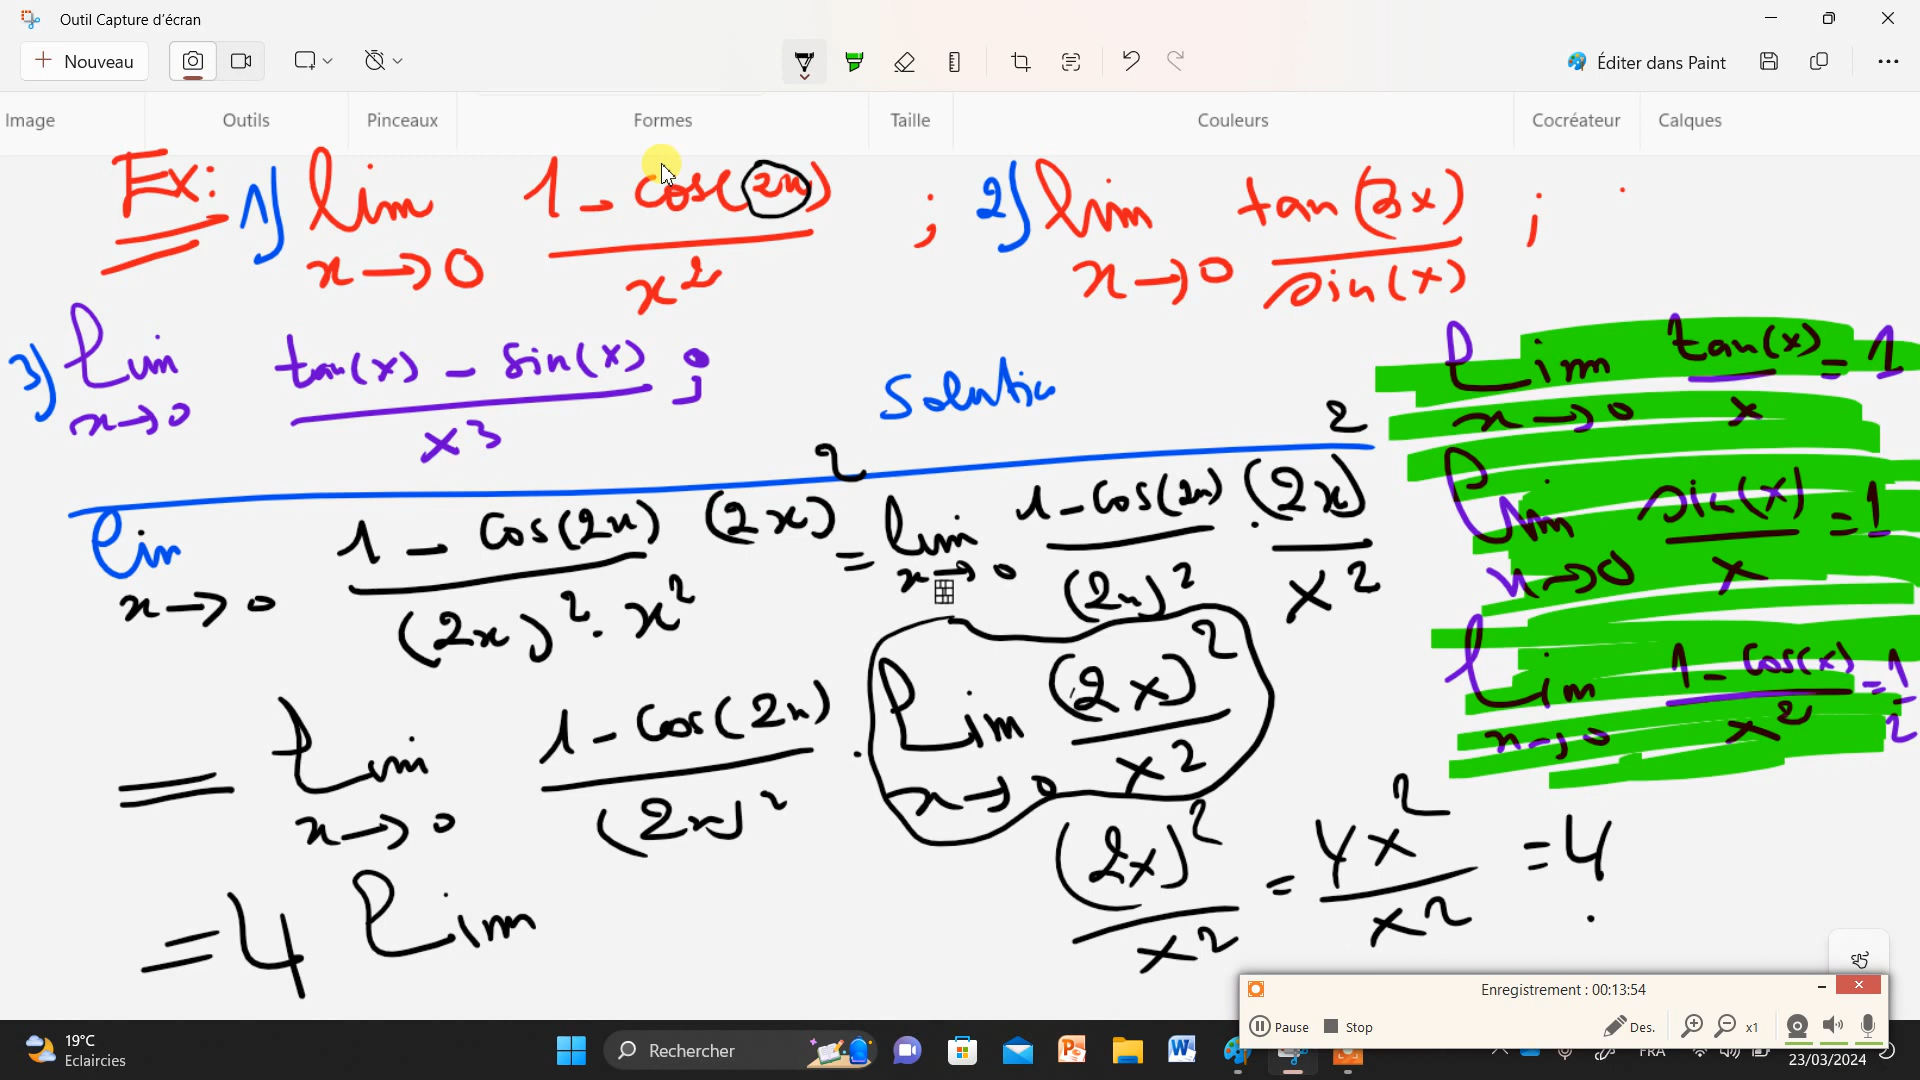 Outil Capture d'écran
Nouveau
Éditer dans Paint
Image Outils Pinceaux Formes Taille Couleurs Cocréateur Calques
Ex: 1) lim x→0 1 - cos(2x) / x² ; 2) lim x→0 tan(3x) / sin(x) ;
3) lim x→0 tan(x) - sin(x) / x³ ;
Solutio
lim x→0 1 - cos(2x) (2x)² / (2x)² . x² = lim x→0 1 - cos(2x) / (2x)² . (2x)² / x²
= lim x→0 1 - cos(2x) / (2x)² . lim x→0 (2x)² / x²
(2x)² / x² = 4x² / x² = 4 .
= 4 lim
lim x→0 tan(x) / x = 1
lim x→0 sin(x) / x = 1
lim x→0 1 - cos(x) / x² = 1/2
Enregistrement : 00:13:54
Pause Stop Des. x1
19°C
Eclaircies
Rechercher
FRA
23/03/2024